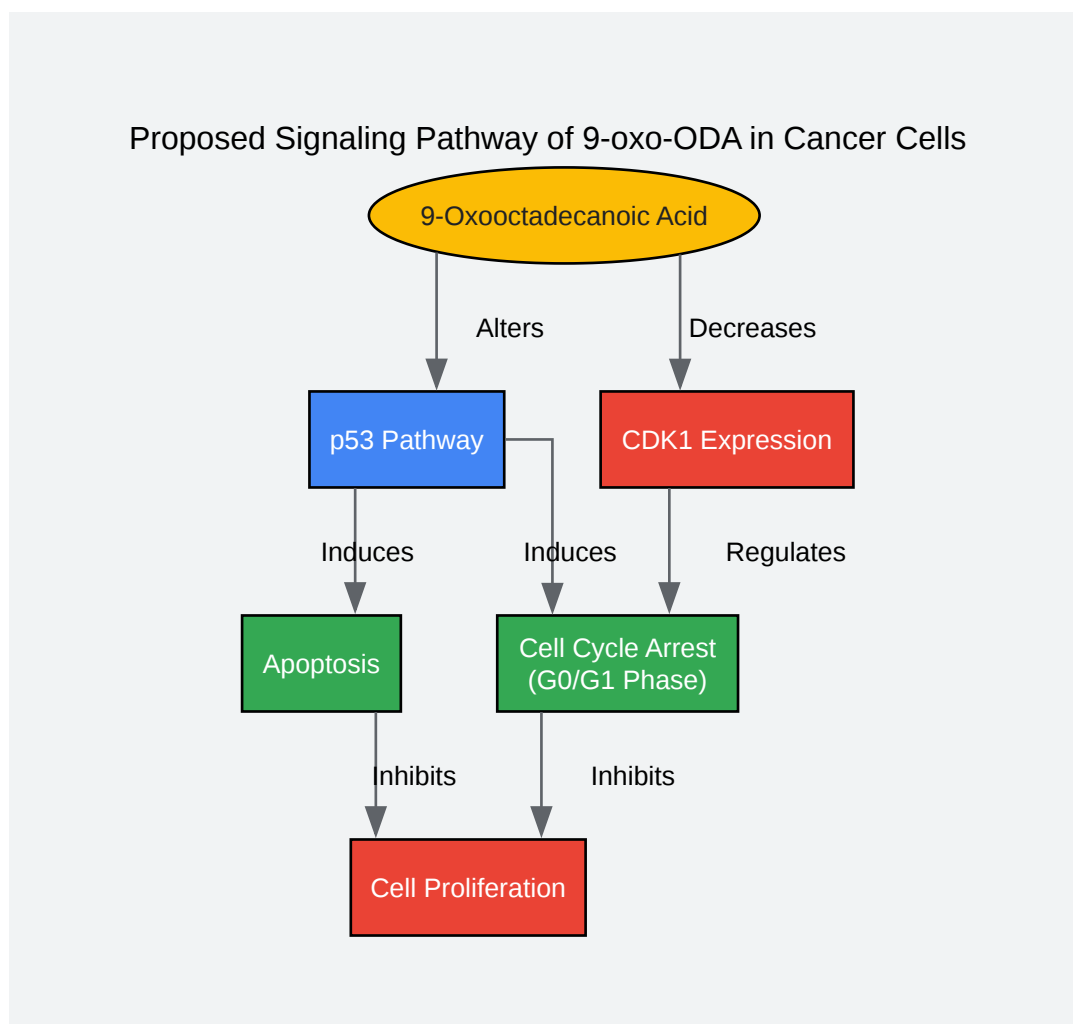 Proposed Signaling Pathway of 9-oxo-ODA in Cancer Cells
9-Oxooctadecanoic Acid
Alters
Decreases
p53 Pathway
CDK1 Expression
Induces
Induces
Regulates
Apoptosis
Cell Cycle Arrest
(G0/G1 Phase)
Inhibits
Inhibits
Cell Proliferation